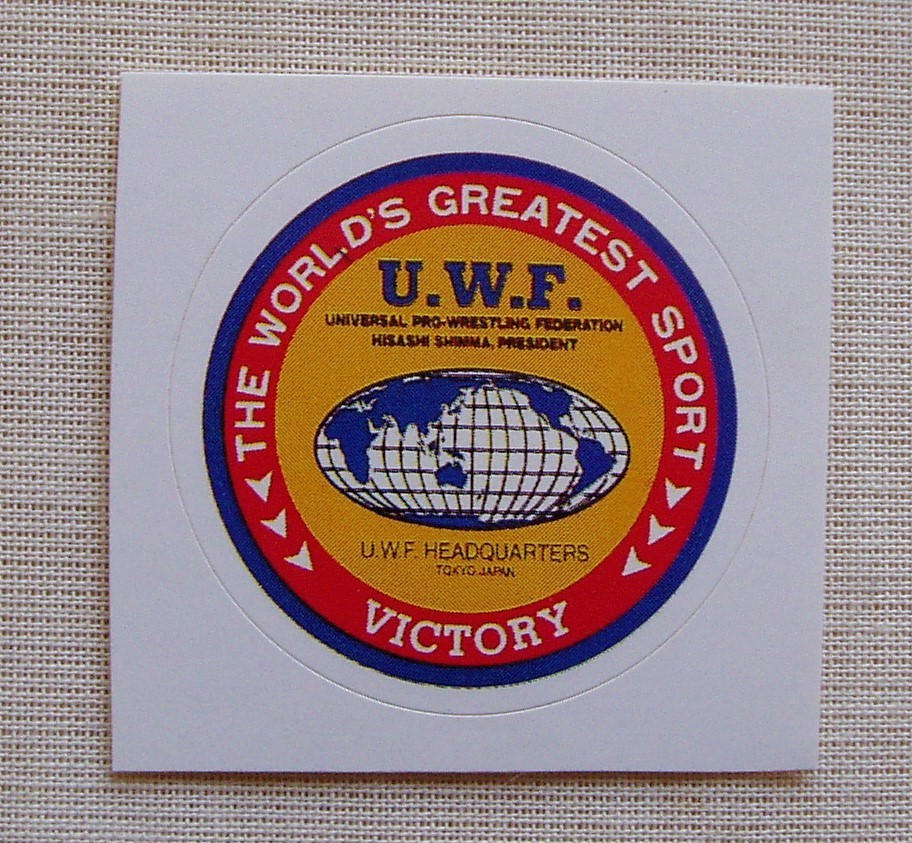 THE WORLD'S GREATEST SPORT
U.W.F.
UNIVERSAL PRO-WRESTLING FEDERATION
HISASHI SHINMA, PRESIDENT
U.W.F. HEADQUARTERS
TOKYO JAPAN
VICTORY